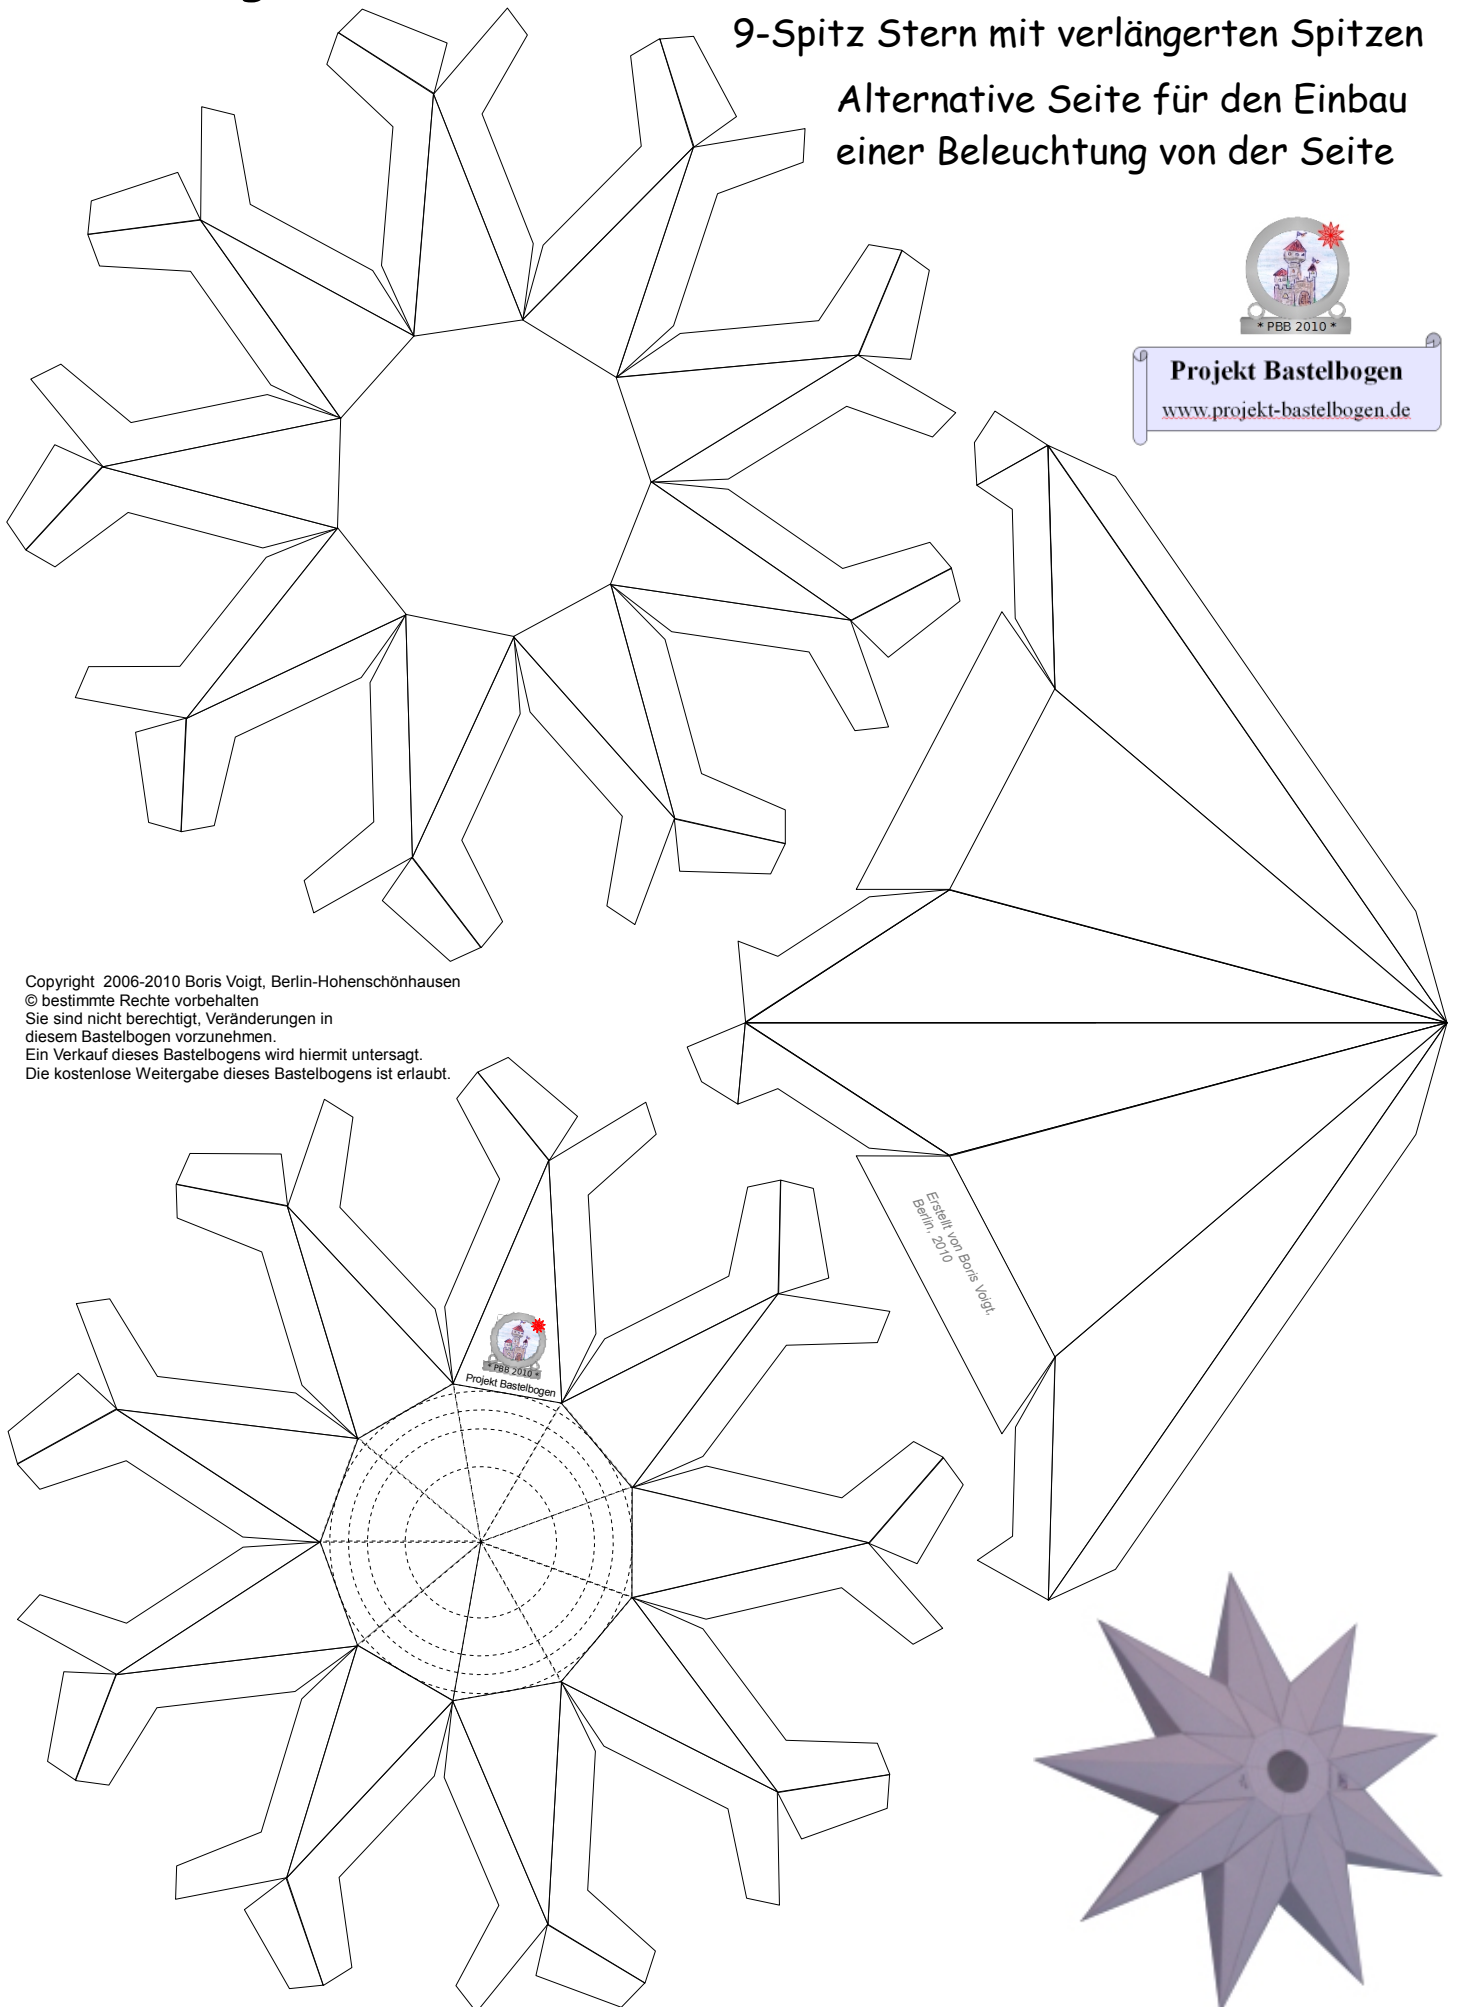 9-Spitz Stern mit verlängerten Spitzen
Alternative Seite für den Einbau
einer Beleuchtung von der Seite
* PBB 2010 *
Projekt Bastelbogen
www.projekt-bastelbogen.de
Copyright  2006-2010 Boris Voigt, Berlin-Hohenschönhausen
© bestimmte Rechte vorbehalten
Sie sind nicht berechtigt, Veränderungen in
diesem Bastelbogen vorzunehmen.
Ein Verkauf dieses Bastelbogens wird hiermit untersagt.
Die kostenlose Weitergabe dieses Bastelbogens ist erlaubt.
Erstellt von Boris Voigt,
Berlin, 2010
* PBB 2010 *
Projekt Bastelbogen